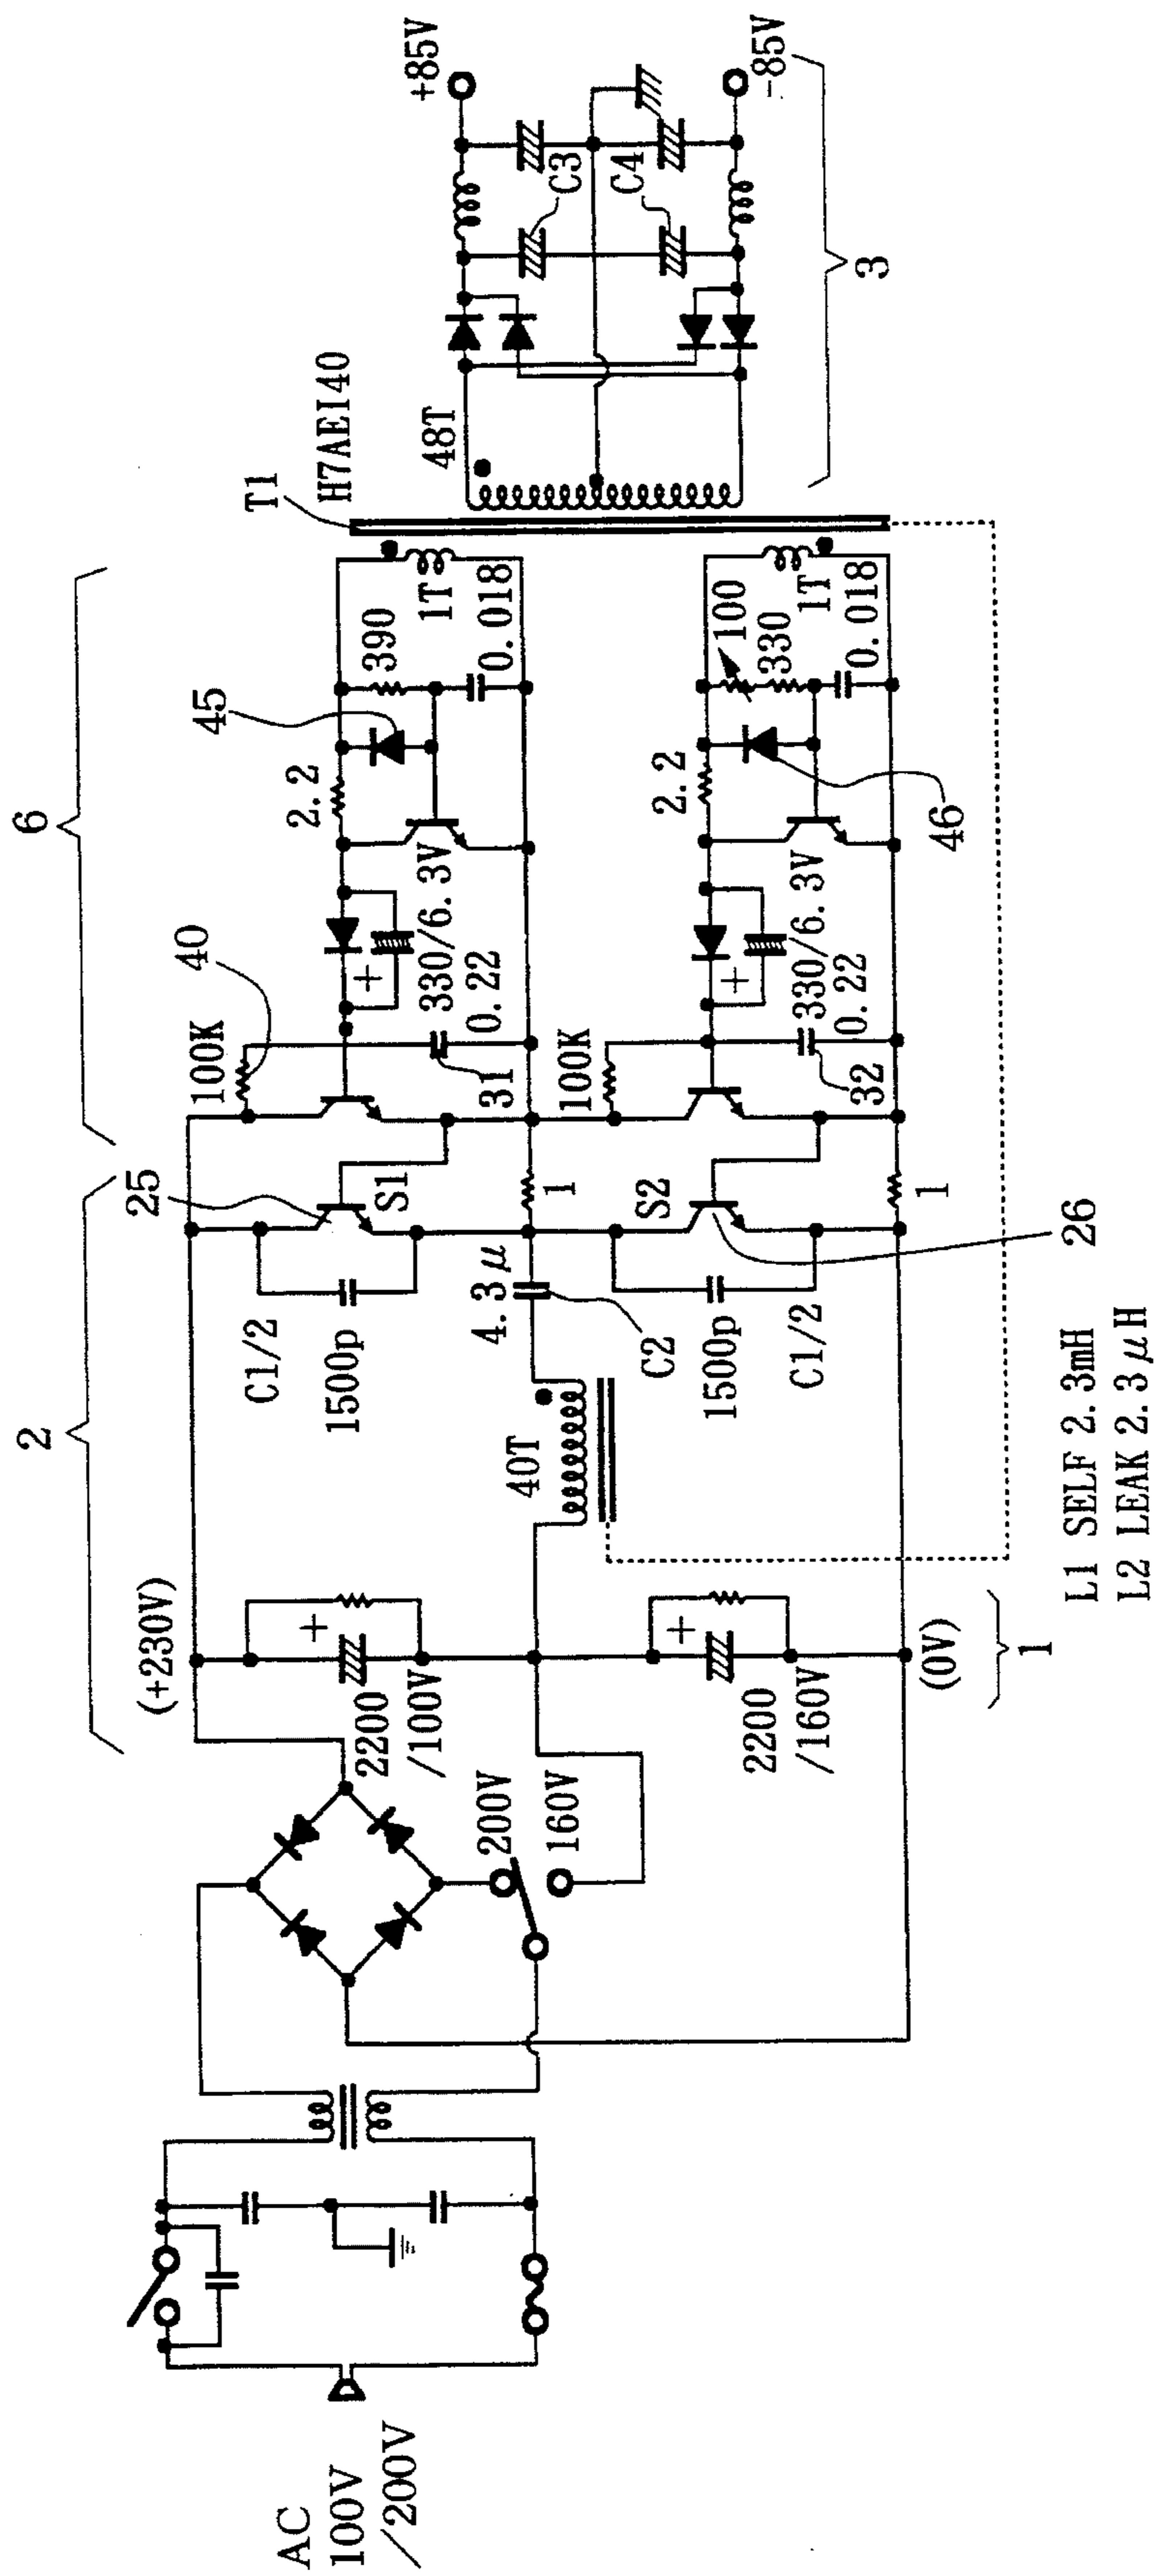 AC
100V
/200V
2
6
3
(+230V)
2200
/100V
200V
160V
2200
/160V
(0V)
1
40T
C1/2
1500p
4.3μ
C2
1500p
C1/2
25
S1
1
S2
26
1
100K
40
31
330/6.3V
0.22
100K
32
330/6.3V
0.22
2.2
45
390
1T
0.018
2.2
46
100
330
1T
0.018
T1
H7AEI40
48T
C3
C4
+85V
-85V
L1 SELF 2.3mH
L2 LEAK 2.3μH